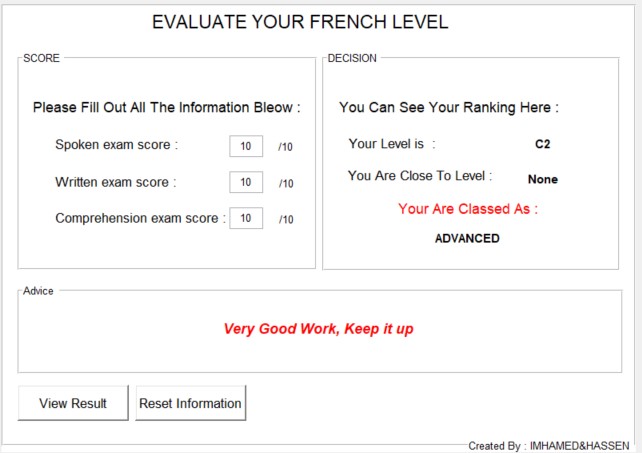 EVALUATE YOUR FRENCH LEVEL
SCORE
Please Fill Out All The Information Bleow :
Spoken exam score : 10 /10
Written exam score : 10 /10
Comprehension exam score : 10 /10
DECISION
You Can See Your Ranking Here :
Your Level is : C2
You Are Close To Level : None
Your Are Classed As :
ADVANCED
Advice
Very Good Work, Keep it up
View Result
Reset Information
Created By : IMHAMED&HASSEN